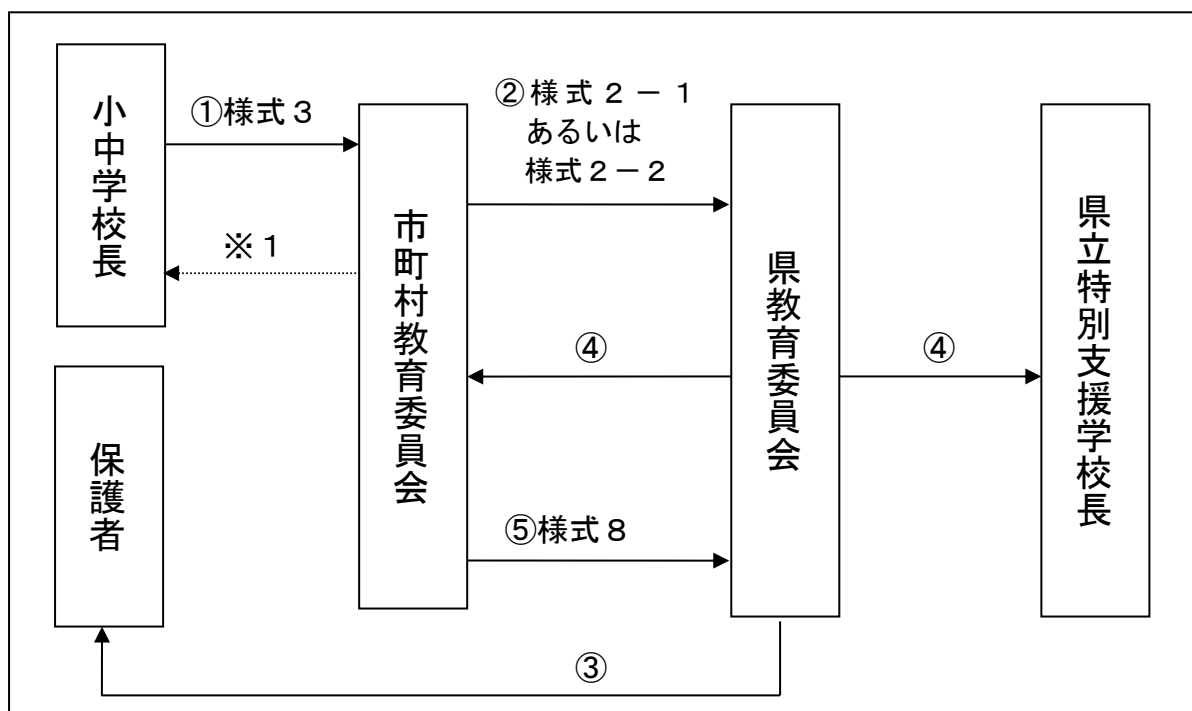 小中学校長
①様式３
※１
保護者
市町村教育委員会
②様式２－１
あるいは
様式２－２
④
⑤様式８
③
県教育委員会
④
県立特別支援学校長